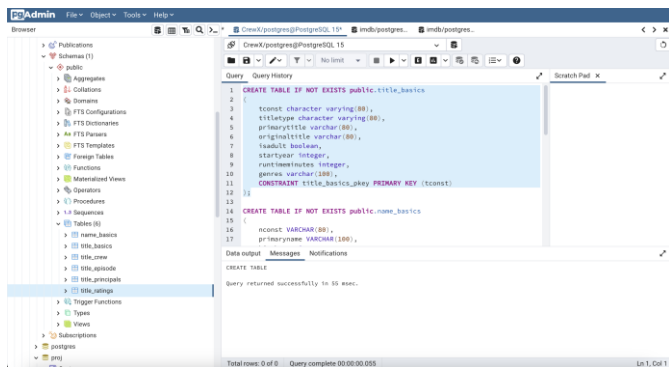 pgAdmin File Object Tools Help
Browser
CrewX/postgres@PostgreSQL 15* imdb/postgres... imdb/postgres...
Publications
Schemas (1)
public
Aggregates
Collations
Domains
FTS Configurations
FTS Dictionaries
FTS Parsers
FTS Templates
Foreign Tables
Functions
Materialized Views
Operators
Procedures
1..3 Sequences
Tables (6)
name_basics
title_basics
title_crew
title_episode
title_principals
title_ratings
Trigger Functions
Types
Views
Subscriptions
postgres
proj
CrewX/postgres@PostgreSQL 15
No limit
Query Query History
Scratch Pad
1 CREATE TABLE IF NOT EXISTS public.title_basics
2 (
3 tconst character varying(80),
4 titletype character varying(80),
5 primarytitle varchar(80),
6 originaltitle varchar(80),
7 isadult boolean,
8 startyear integer,
9 runtimeminutes integer,
10 genres varchar(100),
11 CONSTRAINT title_basics_pkey PRIMARY KEY (tconst)
12 );
13
14 CREATE TABLE IF NOT EXISTS public.name_basics
15 (
16 nconst VARCHAR(80),
17 primaryname VARCHAR(100),
Data output Messages Notifications
CREATE TABLE
Query returned successfully in 55 msec.
Total rows: 0 of 0 Query complete 00:00:00.055
Ln 1, Col 1